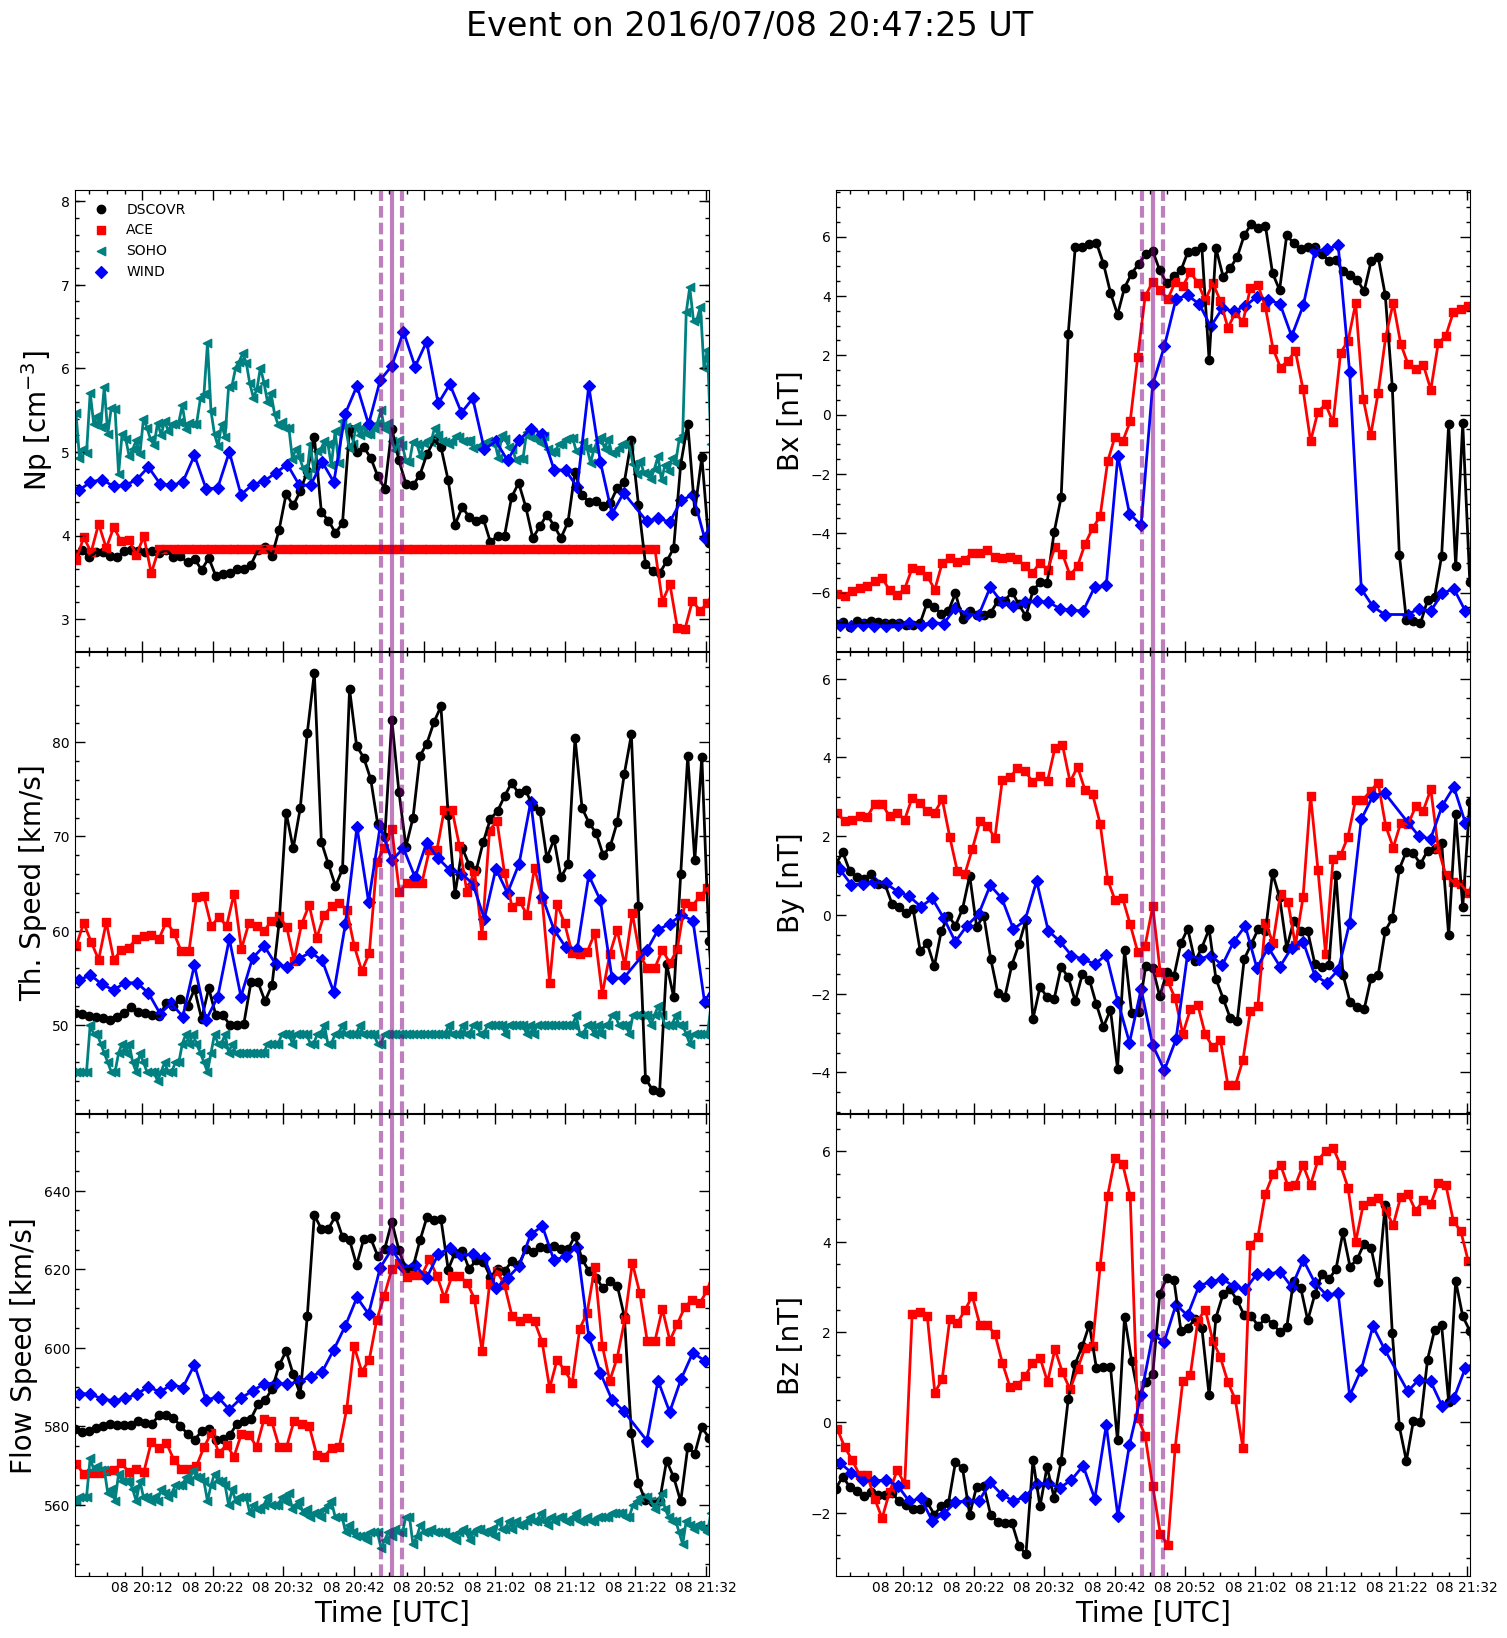 Event on 2016/07/08 20:47:25 UT
DSCOVR
ACE
SOHO
WIND
Np [cm⁻³]
8
7
6
5
4
3
Th. Speed [km/s]
80
70
60
50
Flow Speed [km/s]
640
620
600
580
560
08 20:12 08 20:22 08 20:32 08 20:42 08 20:52 08 21:02 08 21:12 08 21:22 08 21:32
Time [UTC]
Bx [nT]
6
4
2
0
−2
−4
−6
By [nT]
6
4
2
0
−2
−4
Bz [nT]
6
4
2
0
−2
08 20:12 08 20:22 08 20:32 08 20:42 08 20:52 08 21:02 08 21:12 08 21:22 08 21:32
Time [UTC]